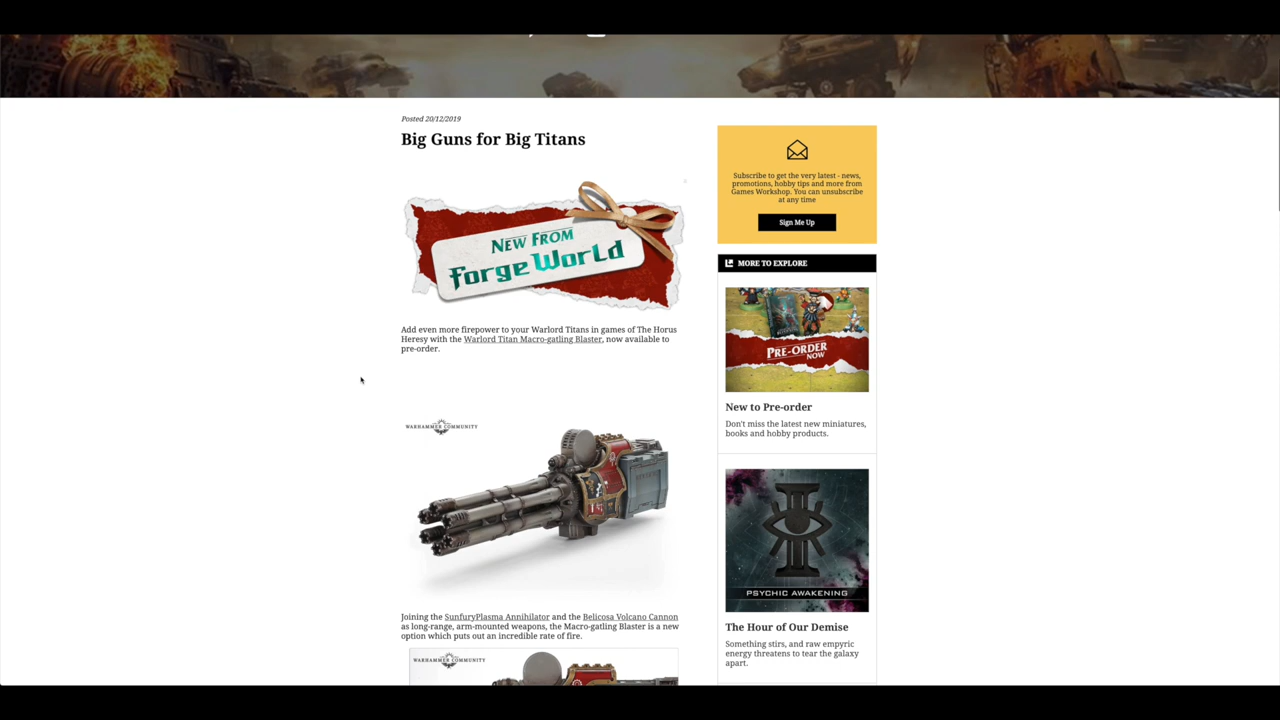 Posted 20/12/2019
Big Guns for Big Titans
NEW FROM
Forge World
Add even more firepower to your Warlord Titans in games of The Horus
Heresy with the Warlord Titan Macro-gatling Blaster, now available to
pre-order.
WARHAMMER COMMUNITY
Joining the SunfuryPlasma Annihilator and the Belicosa Volcano Cannon
as long-range, arm-mounted weapons, the Macro-gatling Blaster is a new
option which puts out an incredible rate of fire.
WARHAMMER COMMUNITY
Subscribe to get the very latest - news,
promotions, hobby tips and more from
Games Workshop. You can unsubscribe
at any time
Sign Me Up
MORE TO EXPLORE
PRE-ORDER
NOW
New to Pre-order
Don't miss the latest new miniatures,
books and hobby products.
PSYCHIC AWAKENING
The Hour of Our Demise
Something stirs, and raw empyric
energy threatens to tear the galaxy
apart.